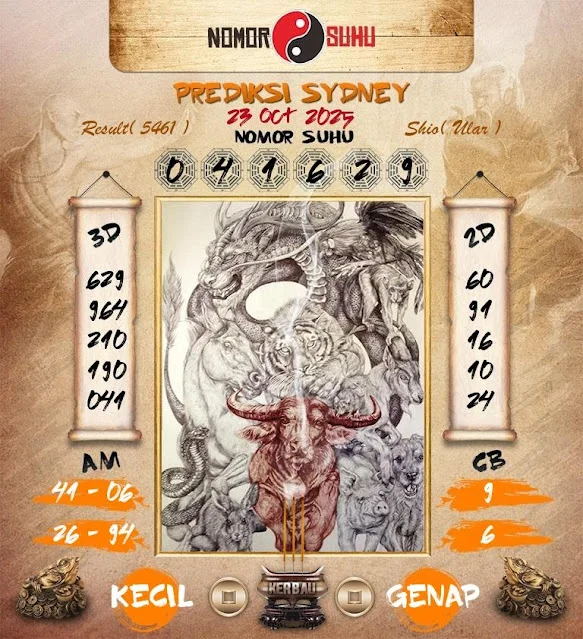 NOMOR SUHU
PREDIKSI SYDNEY
23 OCT 2025
Result( 5461 )
NOMOR SUHU
Shio( Ular )
0 4 1 6 2 9
3D
629
964
210
190
041
2D
60
91
16
10
24
AM
41 - 06
26 - 94
CB
9
6
KECIL
KERBAU
GENAP